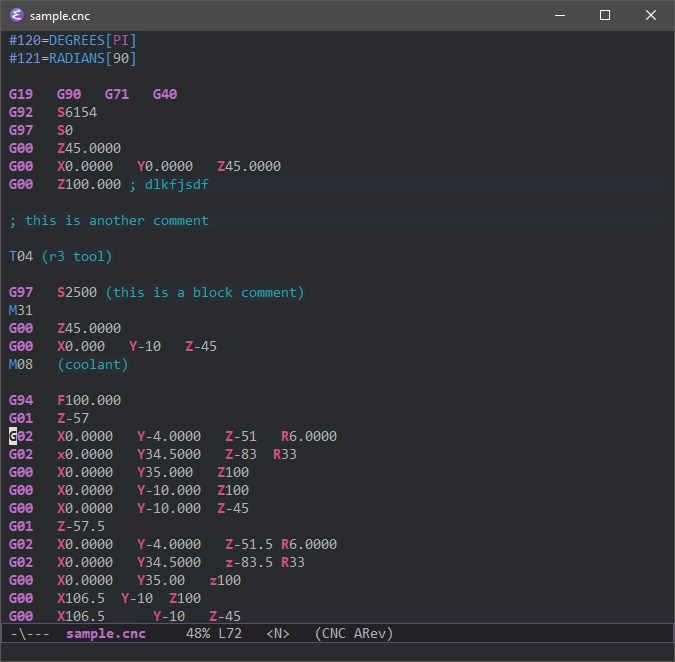 sample.cnc
#120=DEGREES[PI]
#121=RADIANS[90]
G19   G90   G71   G40
G92   S6154
G97   S0
G00   Z45.0000
G00   X0.0000   Y0.0000   Z45.0000
G00   Z100.000 ; dlkfjsdf
; this is another comment
T04 (r3 tool)
G97   S2500 (this is a block comment)
M31
G00   Z45.0000
G00   X0.000   Y-10   Z-45
M08   (coolant)
G94   F100.000
G01   Z-57
G02   X0.0000   Y-4.0000   Z-51   R6.0000
G02   x0.0000   Y34.5000   Z-83  R33
G00   X0.0000   Y35.000   Z100
G00   X0.0000   Y-10.000  Z100
G00   X0.0000   Y-10.000  Z-45
G01   Z-57.5
G02   X0.0000   Y-4.0000   Z-51.5 R6.0000
G02   X0.0000   Y34.5000   z-83.5 R33
G00   X0.0000   Y35.00   z100
G00   X106.5  Y-10  Z100
G00   X106.5      Y-10   Z-45
-\---  sample.cnc     48% L72   <N>   (CNC ARev)